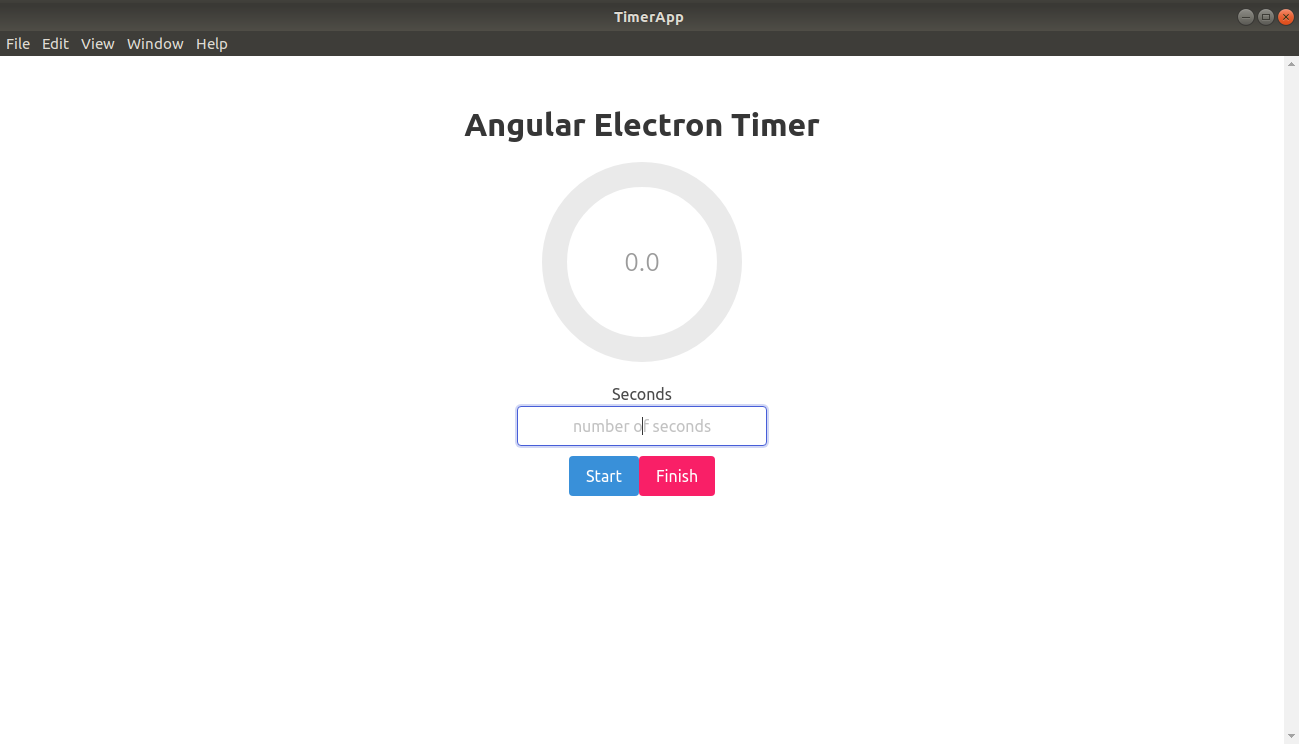 TimerApp
File Edit View Window Help
Angular Electron Timer
0.0
Seconds
number of seconds
Start Finish